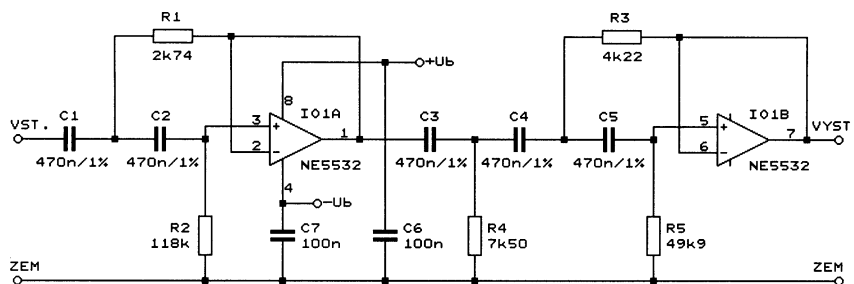 R1
2k74
R3
4k22
+Ub
8
IO1A
IO1B
VST.
C1
C2
3
+
1
C3
C4
C5
5
+
7
VYST
2
-
6
-
470n/1%
470n/1%
NE5532
470n/1%
470n/1%
470n/1%
NE5532
4
-Ub
R2
118k
C7
100n
C6
100n
R4
7k50
R5
49k9
ZEM
ZEM